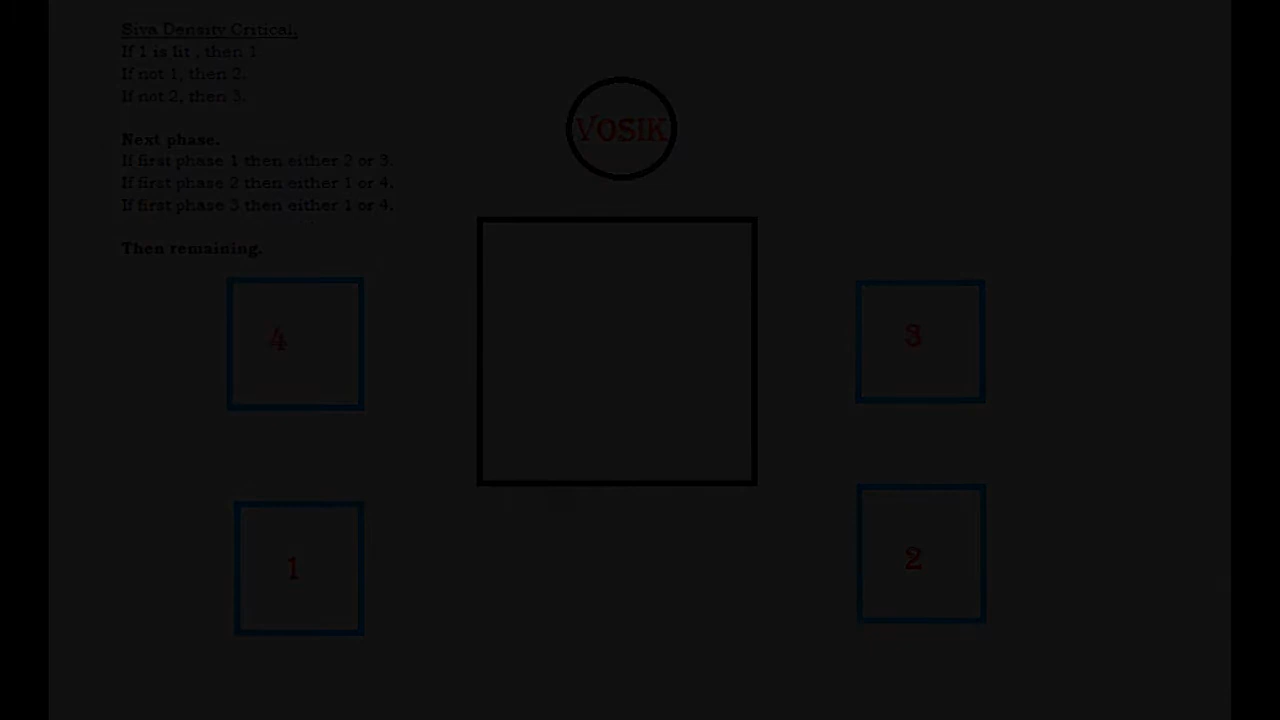 Siva Density Critical.
If 1 is lit , then 1
If not 1, then 2.
If not 2, then 3.
Next phase.
If first phase 1 then either 2 or 3.
If first phase 2 then either 1 or 4.
If first phase 3 then either 1 or 4.
Then remaining.
VOSIK
4
3
1
2